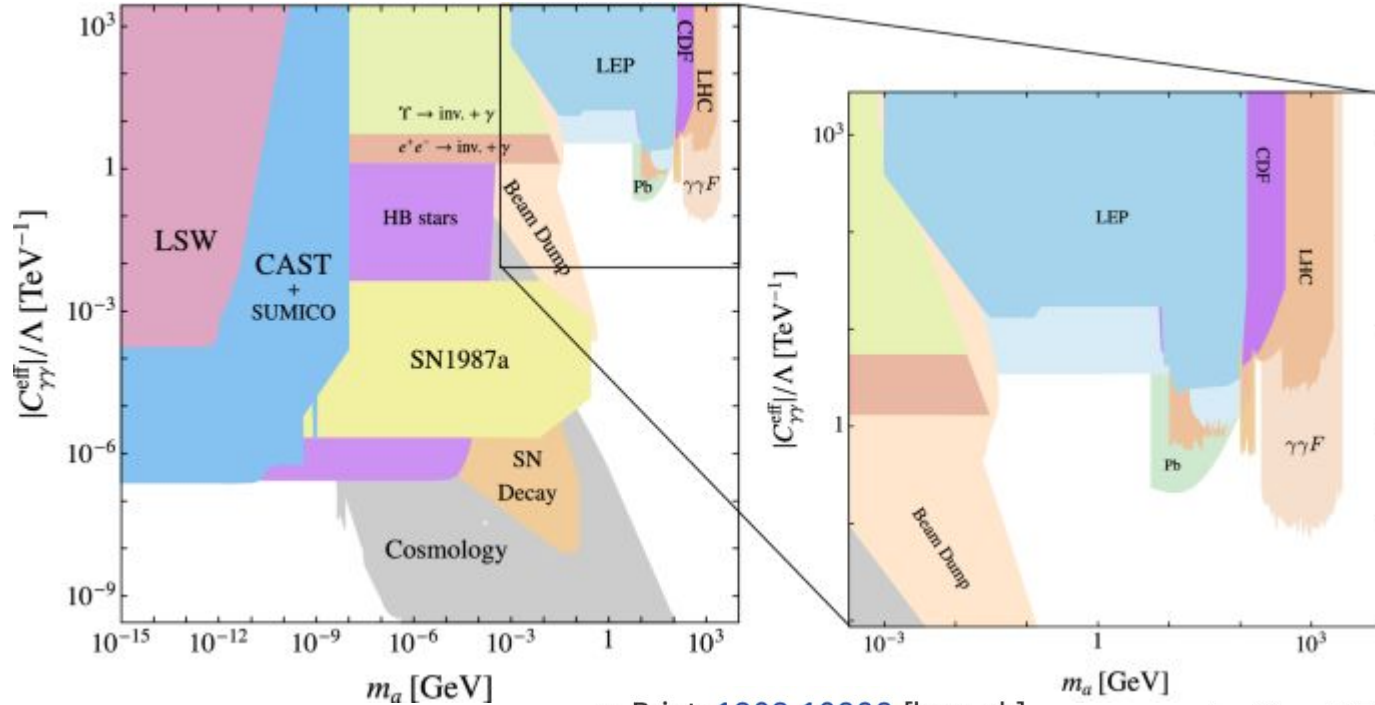 10³
1
10⁻³
10⁻⁶
10⁻⁹
|C^eff_γγ|/Λ [TeV⁻¹]
LSW
CAST
+
SUMICO
ϒ → inv. + γ
e⁺e⁻ → inv. + γ
HB stars
SN1987a
Beam Dump
SN
Decay
Cosmology
LEP
CDF
LHC
Pb
γγF
10⁻¹⁵
10⁻¹²
10⁻⁹
10⁻⁶
10⁻³
1
10³
m_a [GeV]
10³
1
|C^eff_γγ|/Λ [TeV⁻¹]
LEP
CDF
LHC
Pb
γγF
Beam Dump
10⁻³
1
10³
m_a [GeV]